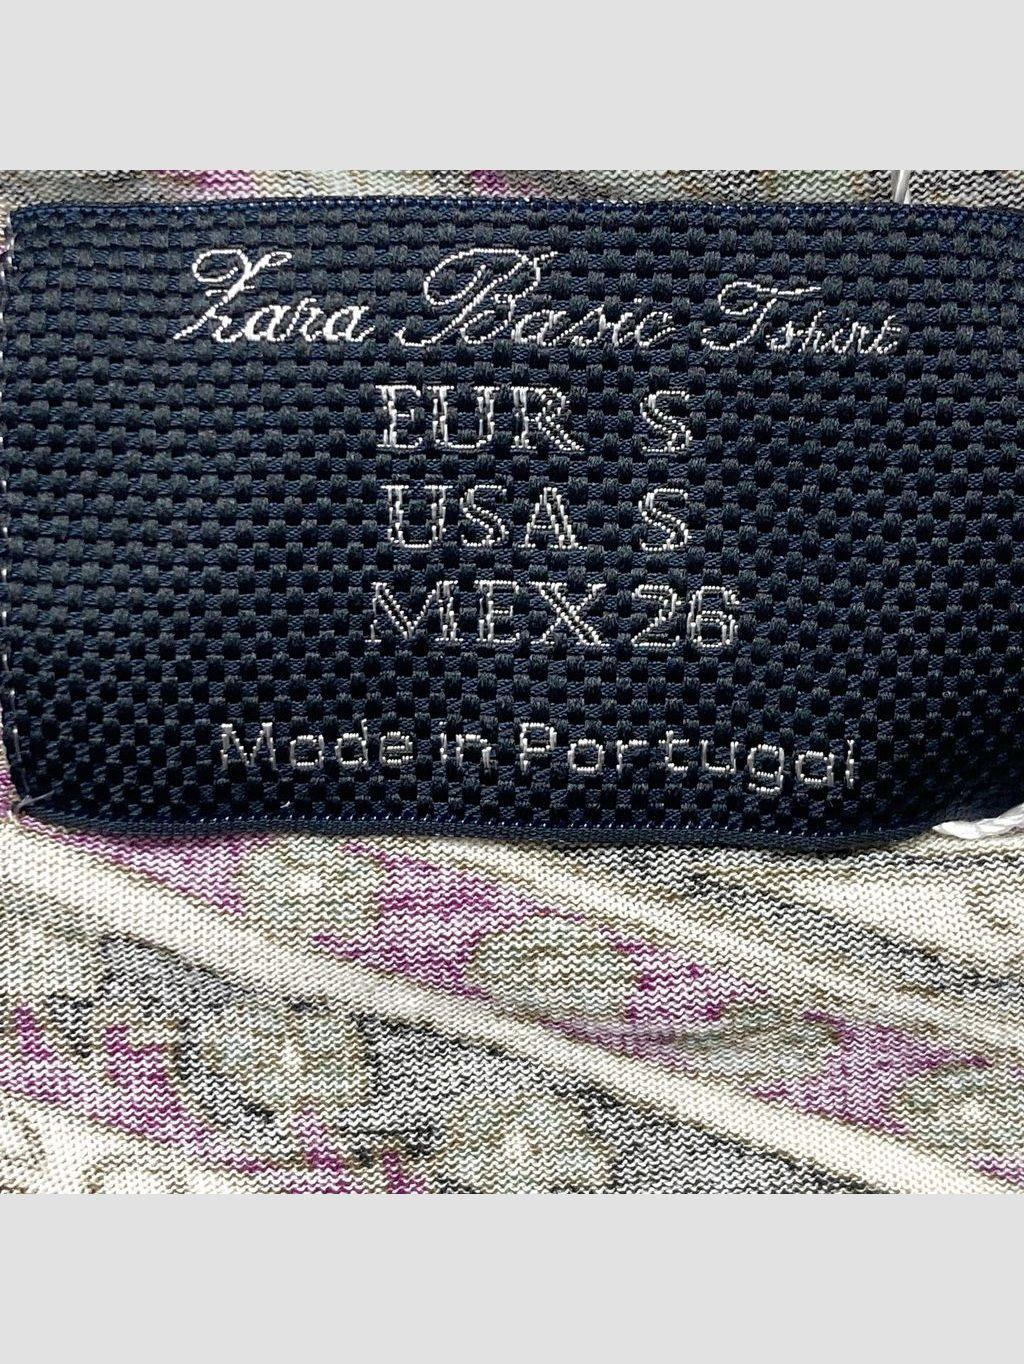 Zara Basic Tshirt
EUR S
USA S
MEX 26
Made in Portugal